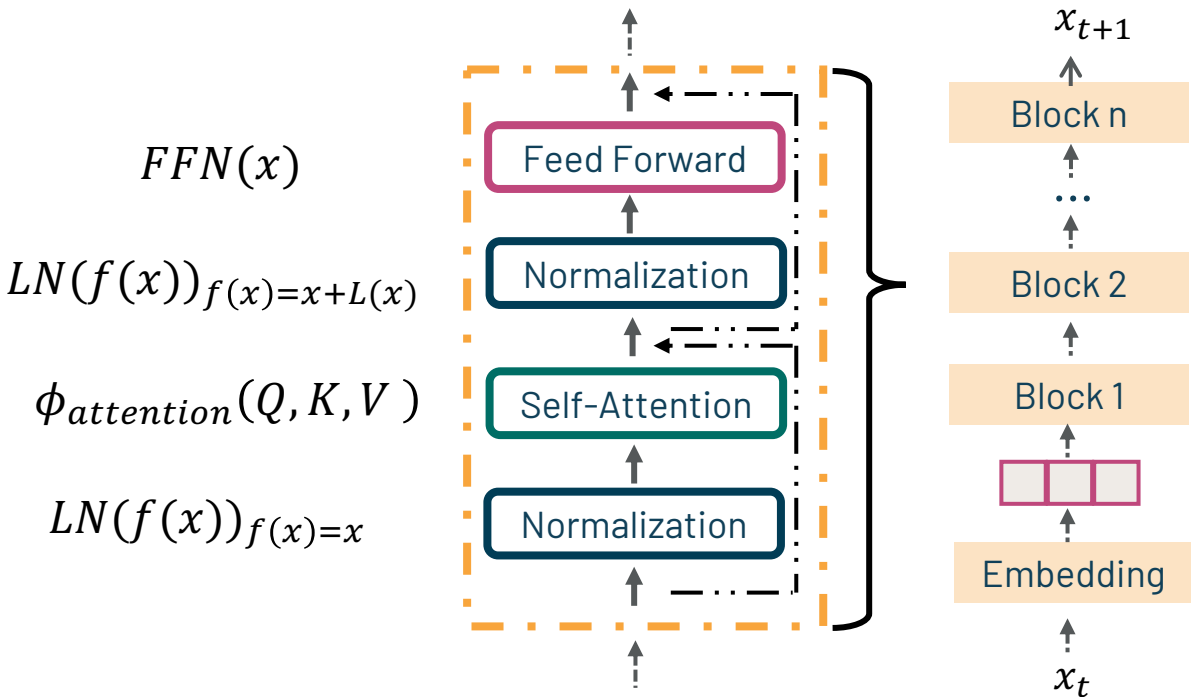 FFN(x)
LN(f(x))_{f(x)=x+L(x)}
ϕ_{attention}(Q, K, V )
LN(f(x))_{f(x)=x}
Feed Forward
Normalization
Self-Attention
Normalization
x_{t+1}
Block n
...
Block 2
Block 1
Embedding
x_t